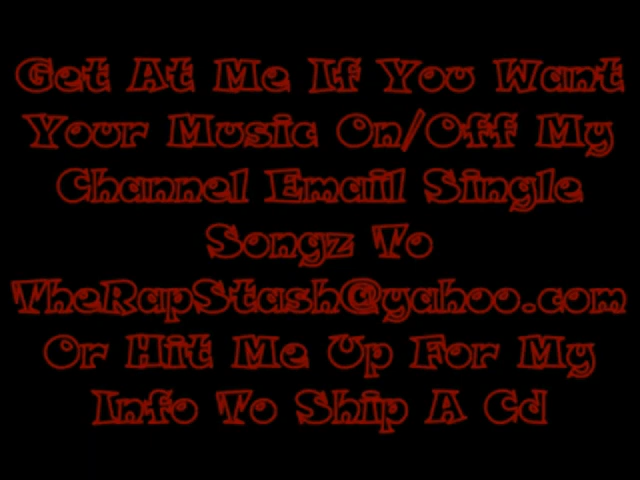 Get At Me If You Want
Your Music On/Off My
Channel Email Single
Songz To
TheRapStash@yahoo.com
Or Hit Me Up For My
Info To Ship A Cd